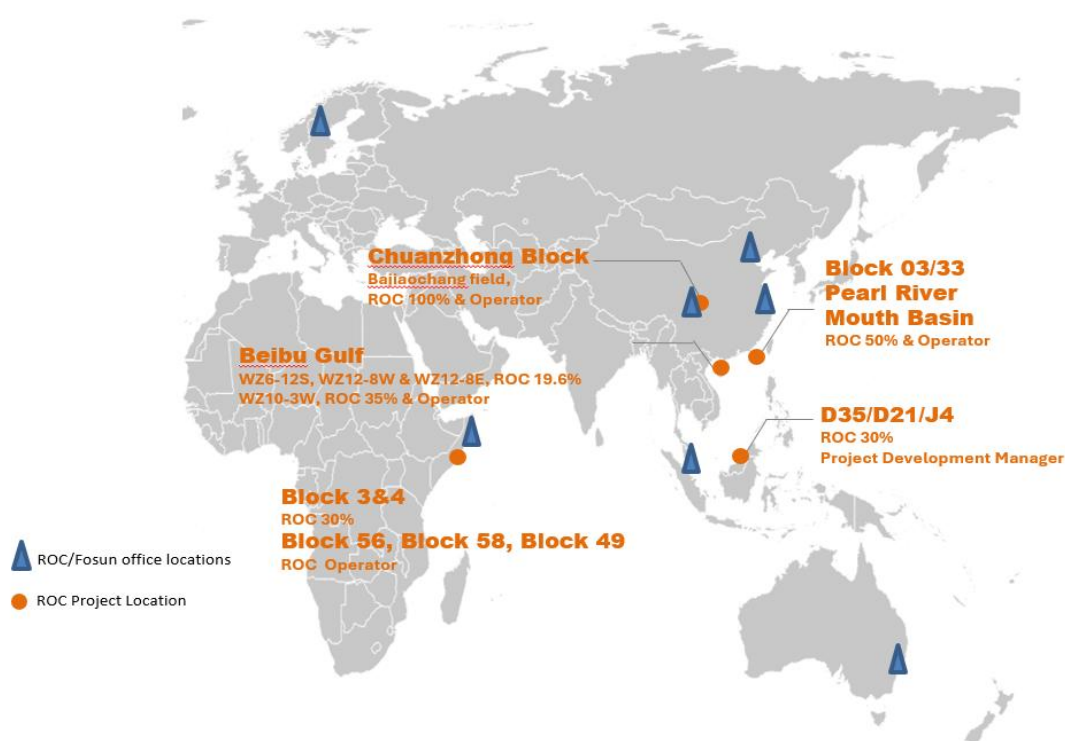 Chuanzhong Block
Bajiaochang field,
ROC 100% & Operator
Block 03/33
Pearl River
Mouth Basin
ROC 50% & Operator
Beibu Gulf
WZ6-12S, WZ12-8W & WZ12-8E, ROC 19.6%
WZ10-3W, ROC 35% & Operator
D35/D21/J4
ROC 30%
Project Development Manager
Block 3&4
ROC 30%
Block 56, Block 58, Block 49
ROC Operator
ROC/Fosun office locations
ROC Project Location